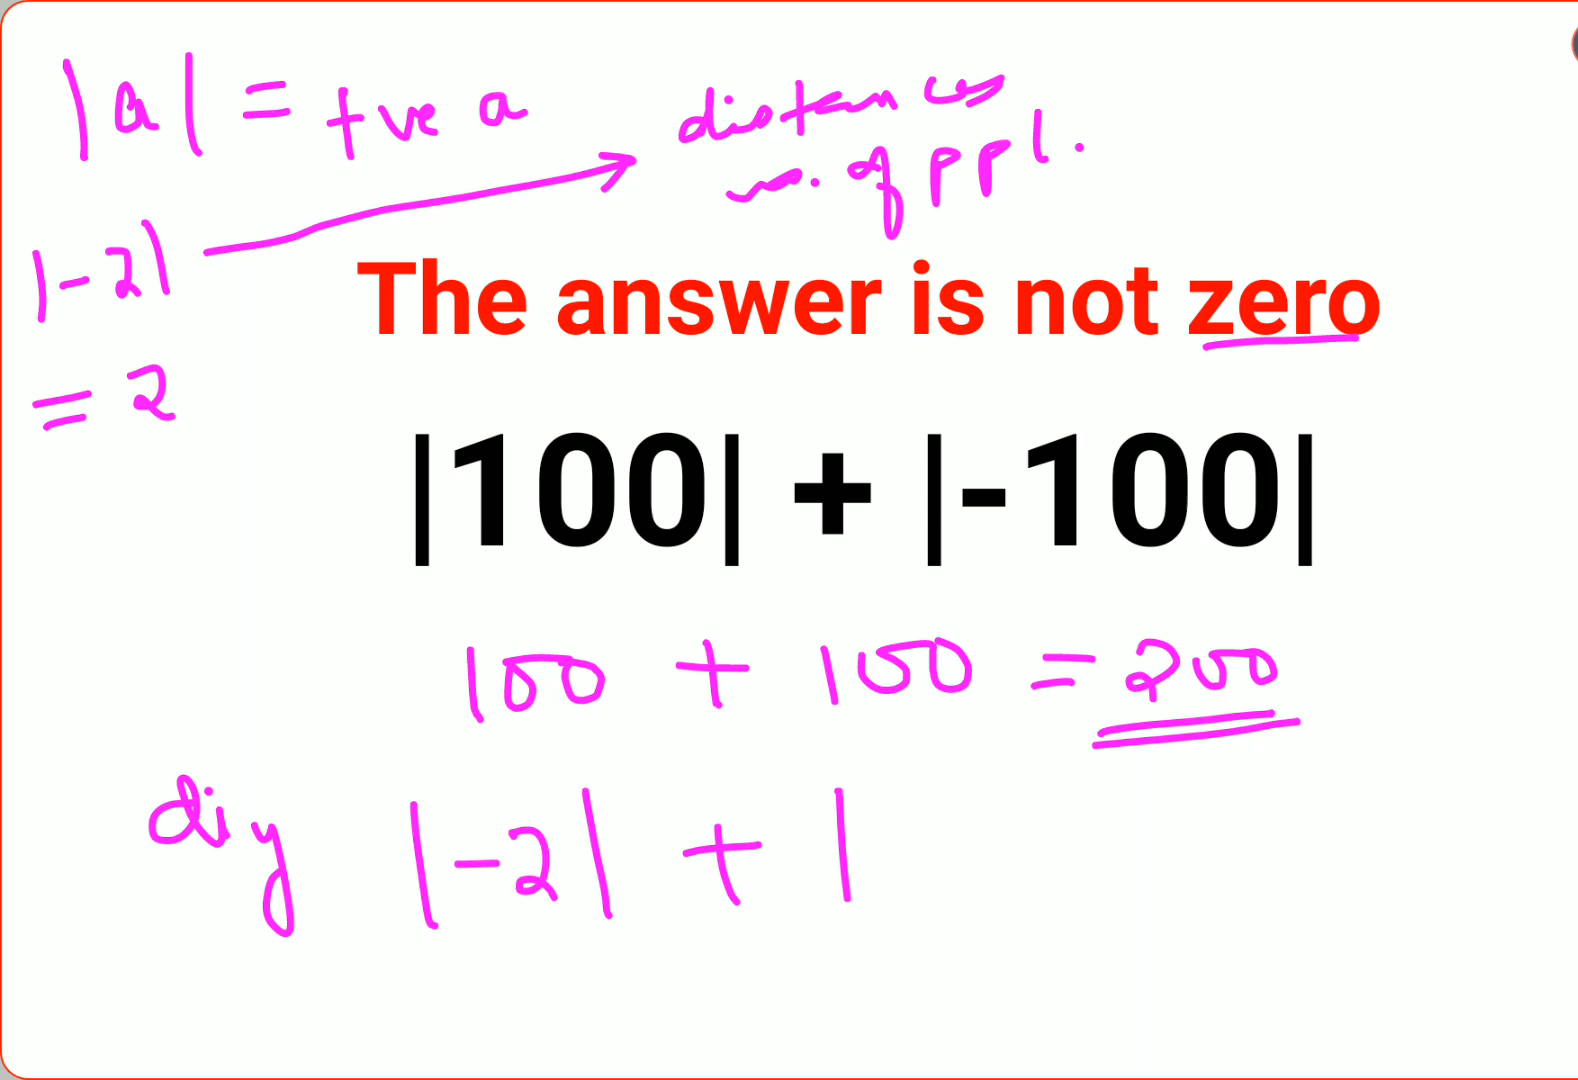 |a| = +ve a
distances
no. of ppl.
|-2|
= 2
The answer is not zero
|100| + |-100|
100 + 100 = 200
diy |-2| + |